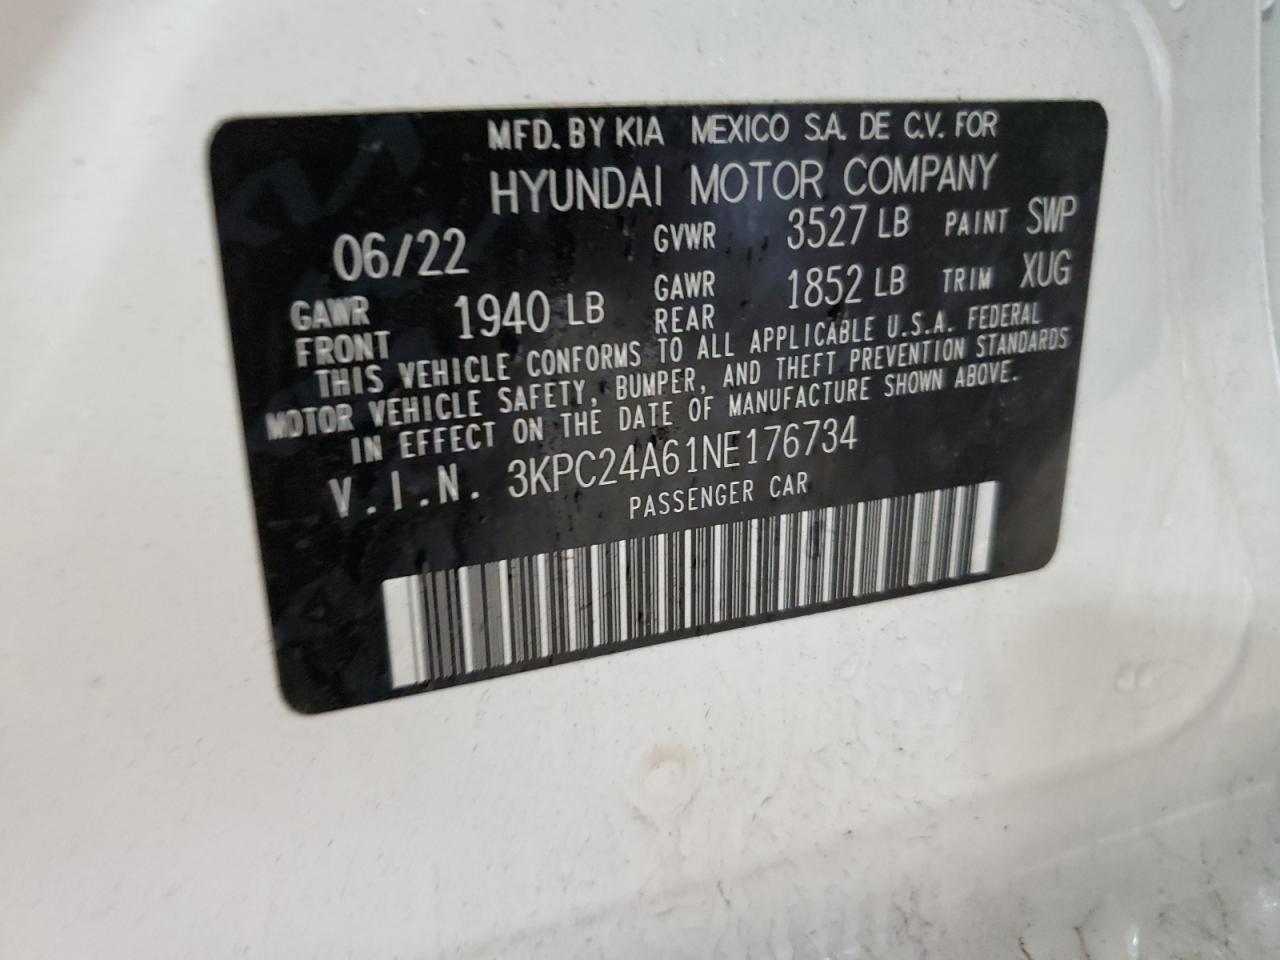 MFD. BY KIA MEXICO S.A. DE C.V. FOR
HYUNDAI MOTOR COMPANY
06/22 GVWR 3527 LB PAINT SWP
GAWR FRONT 1940 LB GAWR REAR 1852 LB TRIM XUG
THIS VEHICLE CONFORMS TO ALL APPLICABLE U.S.A. FEDERAL
MOTOR VEHICLE SAFETY, BUMPER, AND THEFT PREVENTION STANDARDS
IN EFFECT ON THE DATE OF MANUFACTURE SHOWN ABOVE.
V.I.N. 3KPC24A61NE176734
PASSENGER CAR